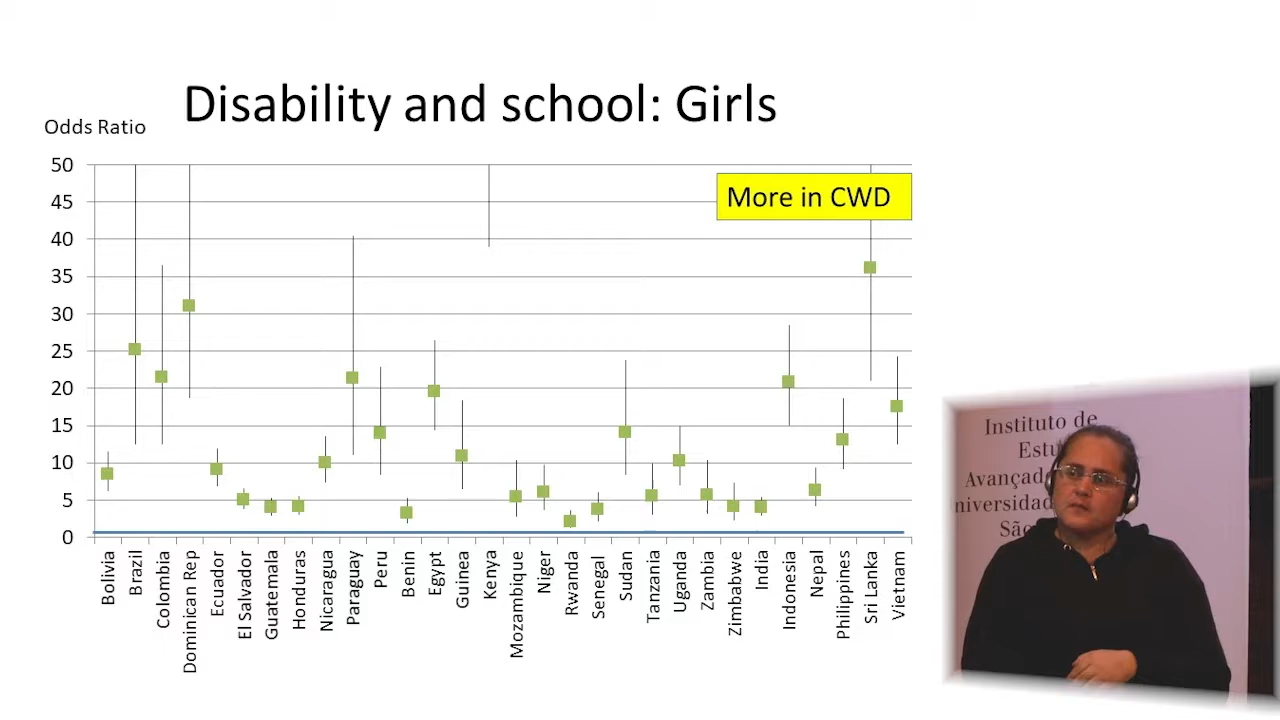 Disability and school: Girls
Odds Ratio
More in CWD
50
45
40
35
30
25
20
15
10
5
0
Bolivia
Brazil
Colombia
Dominican Rep
Ecuador
El Salvador
Guatemala
Honduras
Nicaragua
Paraguay
Peru
Benin
Egypt
Guinea
Kenya
Mozambique
Niger
Rwanda
Senegal
Sudan
Tanzania
Uganda
Zambia
Zimbabwe
India
Indonesia
Nepal
Philippines
Sri Lanka
Vietnam
Instituto de
Estu
Avançad
niversidad
Sã